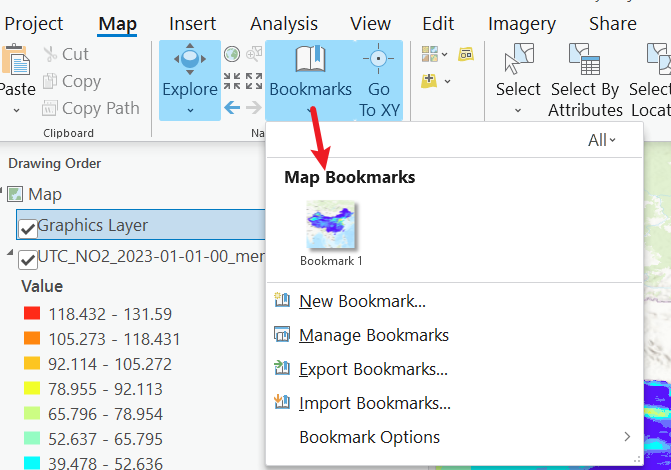 Project Map Insert Analysis View Edit Imagery Share
Paste
Cut
Copy
Copy Path
Clipboard
Explore
Bookmarks
Go
To XY
Na
Select
Select By
Attributes
Select
Locat
Drawing Order
Map
Graphics Layer
UTC_NO2_2023-01-01-00_mer
Value
118.432 - 131.59
105.273 - 118.431
92.114 - 105.272
78.955 - 92.113
65.796 - 78.954
52.637 - 65.795
39.478 - 52.636
All
Map Bookmarks
Bookmark 1
New Bookmark...
Manage Bookmarks
Export Bookmarks...
Import Bookmarks...
Bookmark Options